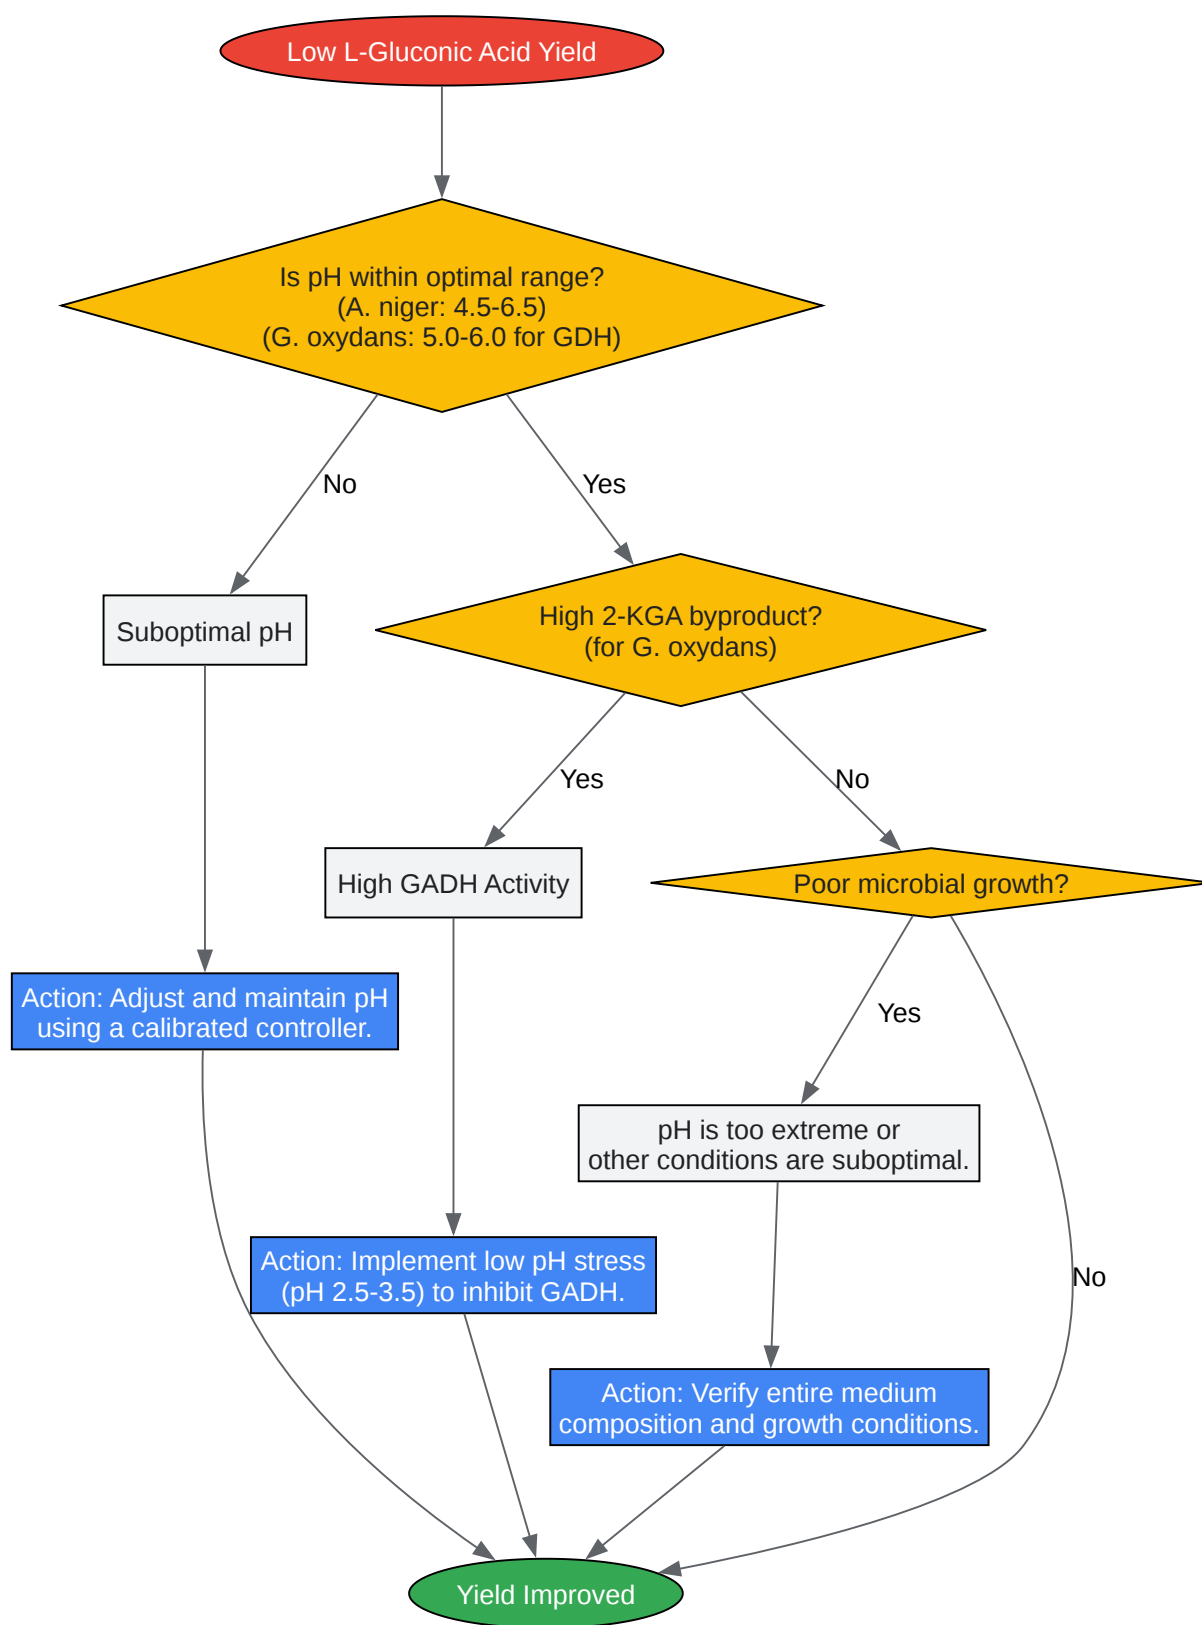 Low L-Gluconic Acid Yield
Is pH within optimal range?
(A. niger: 4.5-6.5)
(G. oxydans: 5.0-6.0 for GDH)
No
Yes
Suboptimal pH
High 2-KGA byproduct?
(for G. oxydans)
Yes
No
High GADH Activity
Poor microbial growth?
Action: Adjust and maintain pH
using a calibrated controller.
Yes
pH is too extreme or
other conditions are suboptimal.
Action: Implement low pH stress
(pH 2.5-3.5) to inhibit GADH.
No
Action: Verify entire medium
composition and growth conditions.
Yield Improved